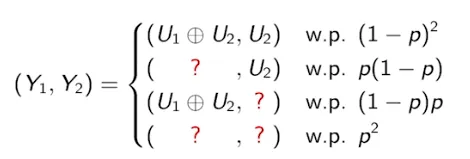 (U₁ ⊕ U₂, U₂) w.p. (1 − p)²
( ? , U₂) w.p. p(1 − p)
(Y₁, Y₂) =
(U₁ ⊕ U₂, ? ) w.p. (1 − p)p
( ? , ? ) w.p. p²